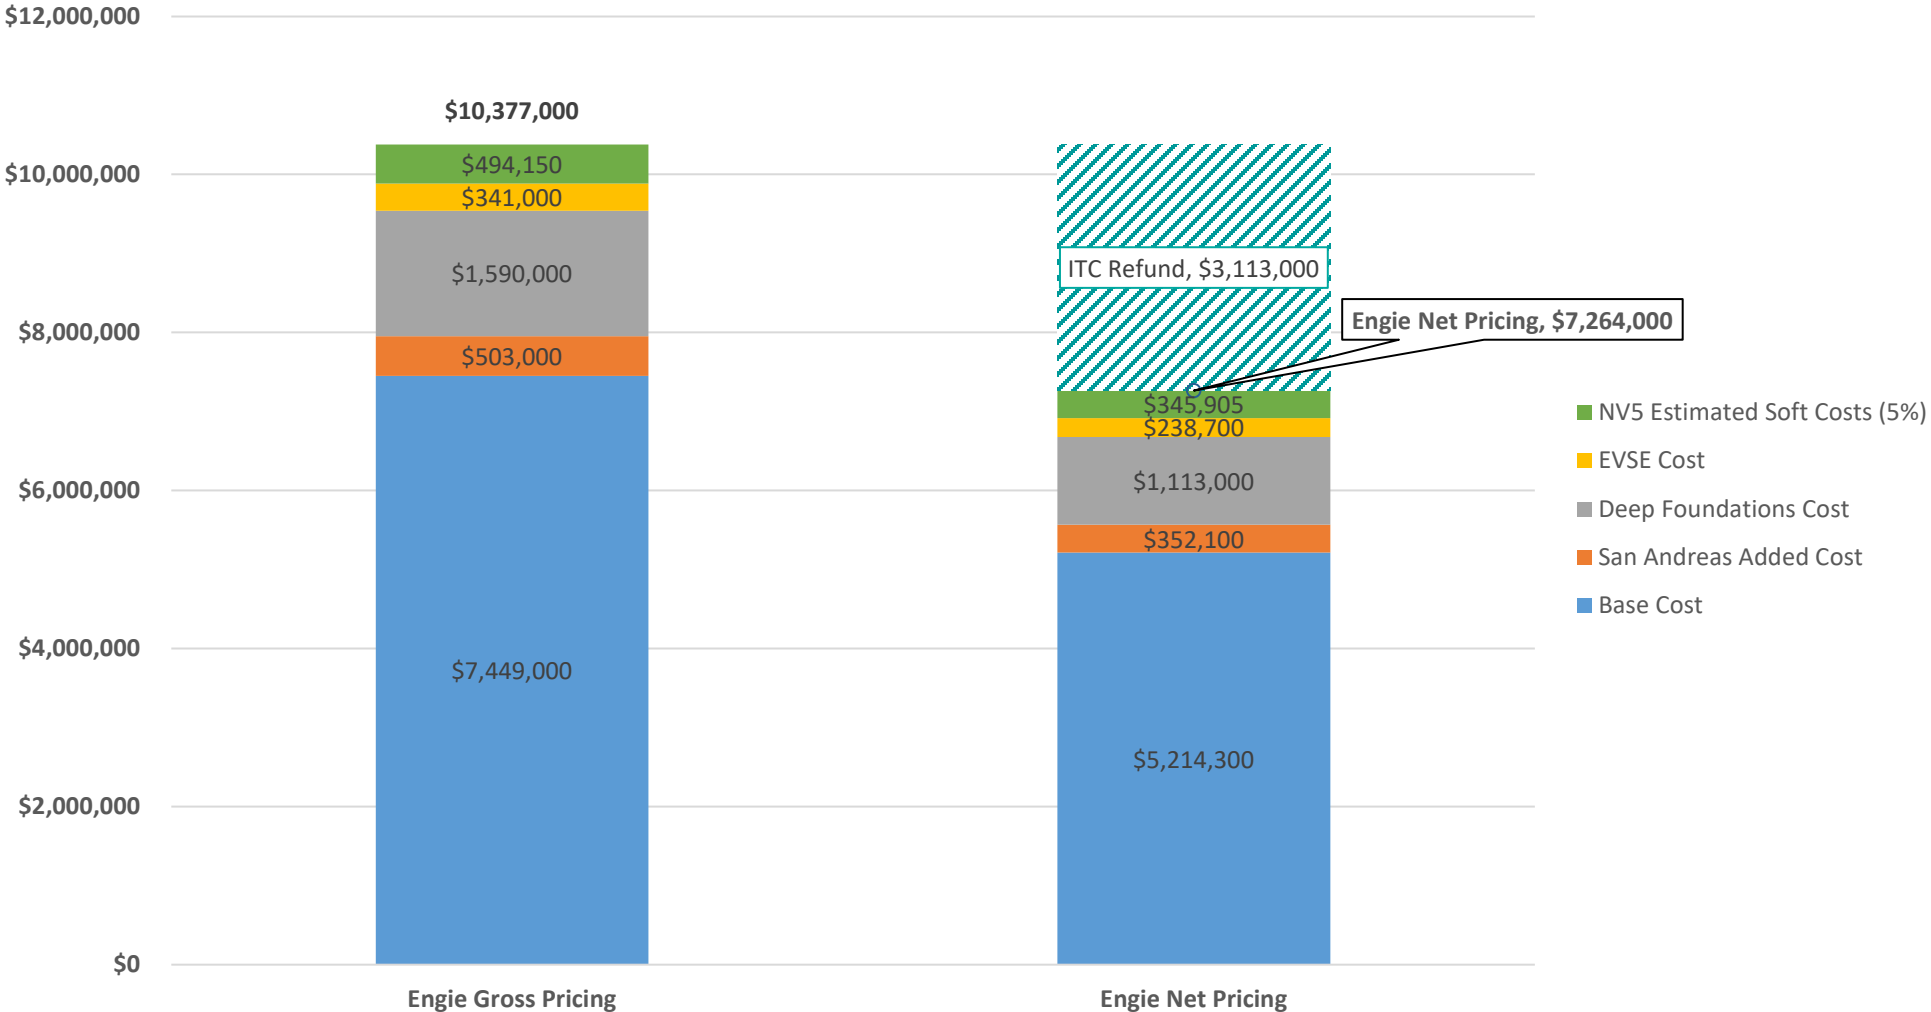 $12,000,000
$10,000,000
$8,000,000
$6,000,000
$4,000,000
$2,000,000
$0
$10,377,000
$494,150
$341,000
$1,590,000
$503,000
$7,449,000
Engie Gross Pricing
ITC Refund, $3,113,000
Engie Net Pricing, $7,264,000
$345,905
$238,700
$1,113,000
$352,100
$5,214,300
Engie Net Pricing
NV5 Estimated Soft Costs (5%)
EVSE Cost
Deep Foundations Cost
San Andreas Added Cost
Base Cost